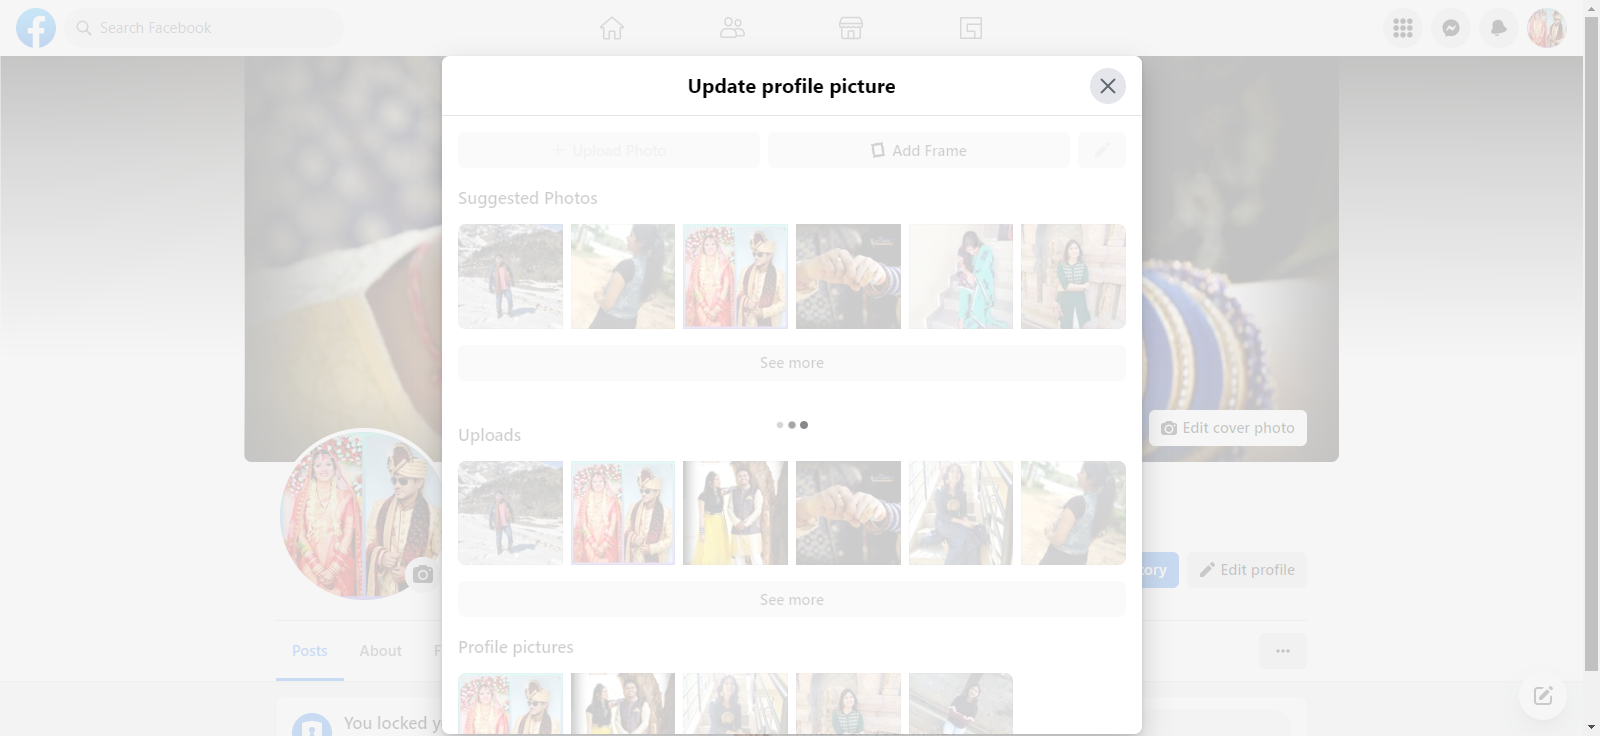 Search Facebook
Update profile picture
+ Upload Photo
Add Frame
Suggested Photos
See more
Uploads
Edit cover photo
See more
Edit profile
Profile pictures
Posts
About
You locked